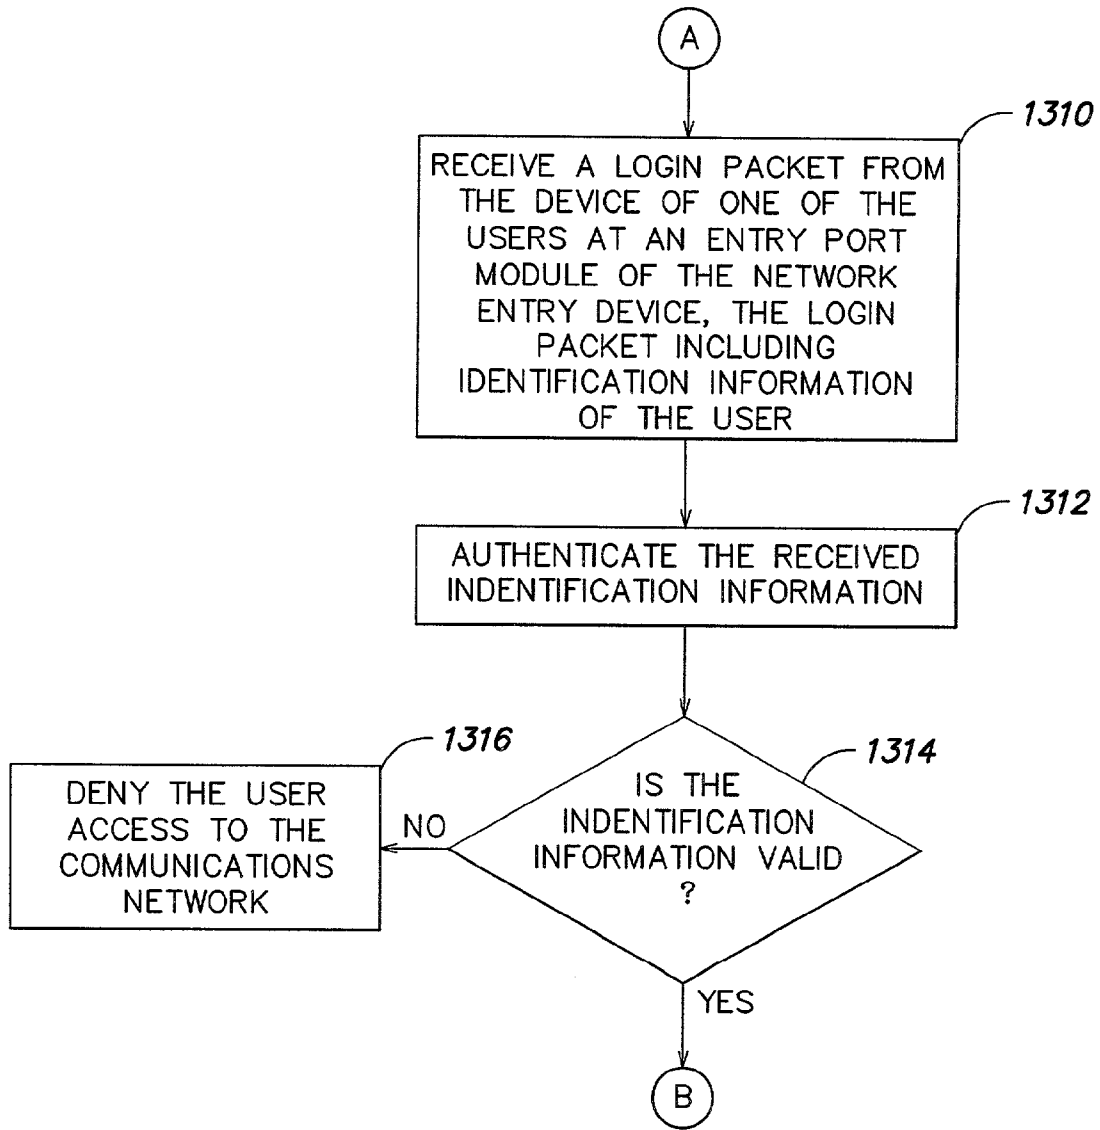 A
1310
RECEIVE A LOGIN PACKET FROM
THE DEVICE OF ONE OF THE
USERS AT AN ENTRY PORT
MODULE OF THE NETWORK
ENTRY DEVICE, THE LOGIN
PACKET INCLUDING
IDENTIFICATION INFORMATION
OF THE USER
1312
AUTHENTICATE THE RECEIVED
INDENTIFICATION INFORMATION
1314
IS THE
INDENTIFICATION
INFORMATION VALID
?
NO
1316
DENY THE USER
ACCESS TO THE
COMMUNICATIONS
NETWORK
YES
B